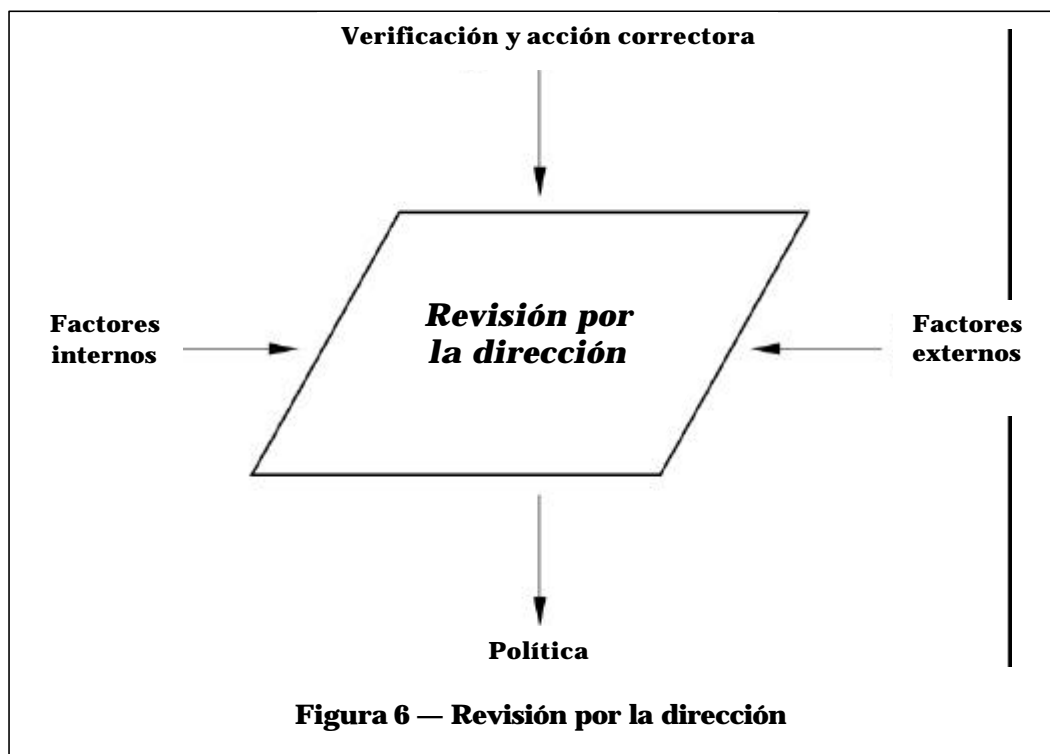 Verificación y acción correctora
Factores
internos
Revisión por
la dirección
Factores
externos
Política
Figura 6 — Revisión por la dirección